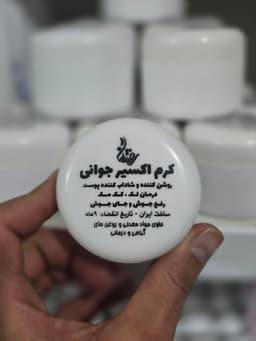 کرم اکسیر جوانی
روشن کننده و شاداب کننده پوست
درمان لک ، کک مک
رفع جوش و جای جوش
ساخت ایران - تاریخ انقضاء: ۹ماه
حاوی مواد معدنی و روغن های
گیاهی و درمانی